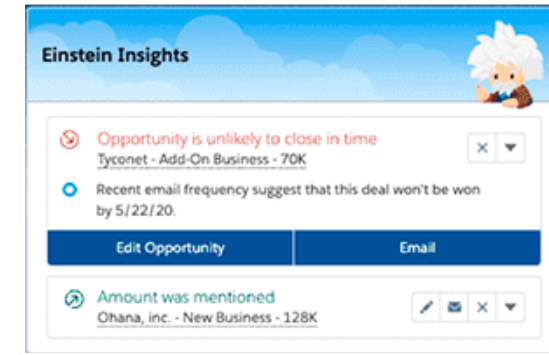 Einstein Insights
Opportunity is unlikely to close in time
Tyconet - Add-On Business - 70K
Recent email frequency suggest that this deal won't be won
by 5/22/20.
Edit Opportunity
Email
Amount was mentioned
Ohana, inc. - New Business - 128K